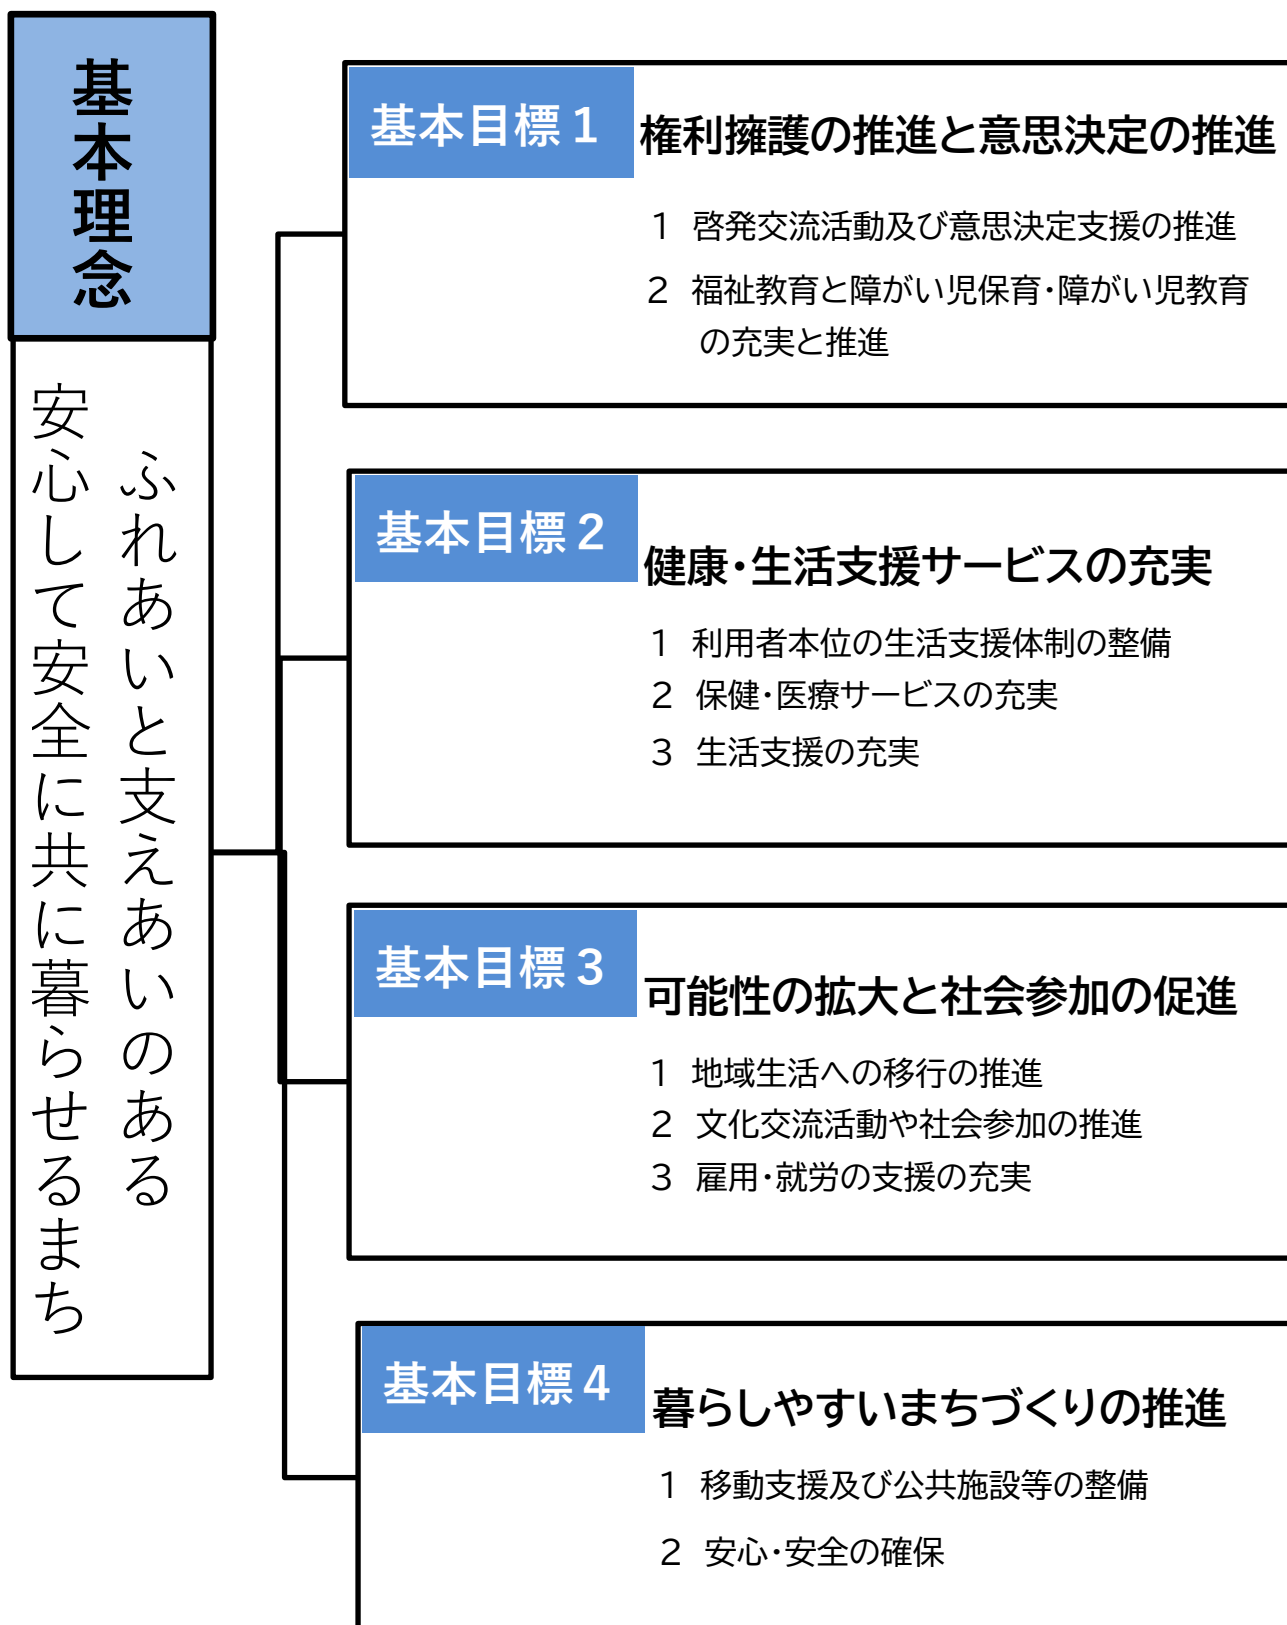 基本理念
ふれあいと支えあいのある
安心して安全に共に暮らせるまち
基本目標1
権利擁護の推進と意思決定の推進
1 啓発交流活動及び意思決定支援の推進
2 福祉教育と障がい児保育・障がい児教育
の充実と推進
基本目標2
健康・生活支援サービスの充実
1 利用者本位の生活支援体制の整備
2 保健・医療サービスの充実
3 生活支援の充実
基本目標3
可能性の拡大と社会参加の促進
1 地域生活への移行の推進
2 文化交流活動や社会参加の推進
3 雇用・就労の支援の充実
基本目標4
暮らしやすいまちづくりの推進
1 移動支援及び公共施設等の整備
2 安心・安全の確保